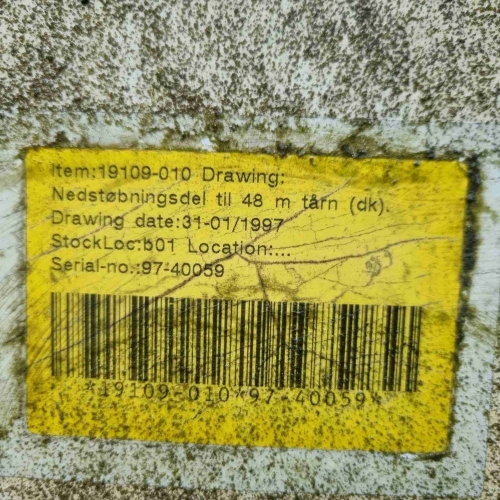 Item:19109-010 Drawing:
Nedstøbningsdel til 48 m tårn (dk).
Drawing date:31-01/1997
StockLoc:b01 Location:...
Serial-no.:97-40059
*19109-010*97-40059*